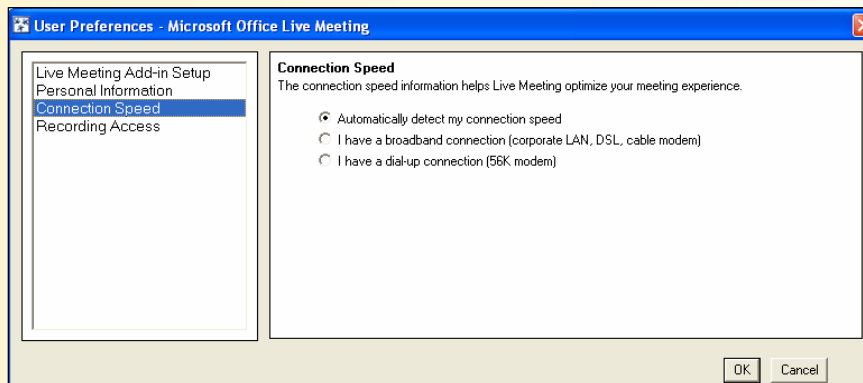 User Preferences - Microsoft Office Live Meeting
Live Meeting Add-in Setup
Personal Information
Connection Speed
Recording Access
Connection Speed
The connection speed information helps Live Meeting optimize your meeting experience.
Automatically detect my connection speed
I have a broadband connection (corporate LAN, DSL, cable modem)
I have a dial-up connection (56K modem)
OK Cancel